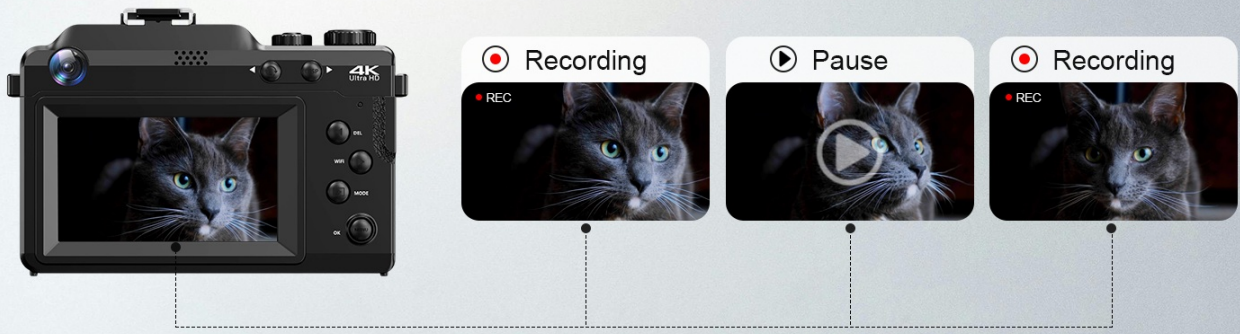 4K
Ultra HD
DEL
WIFI
MODE
OK
Recording
REC
Pause
Recording
REC